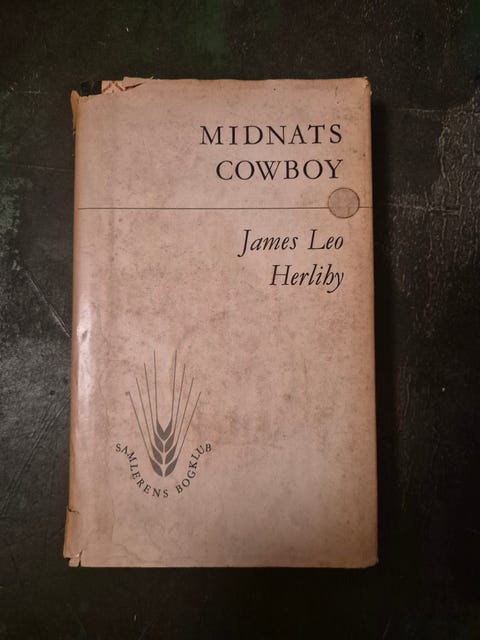 MIDNATS
COWBOY
James Leo
Herlihy
SAMLERENS BOGKLUB